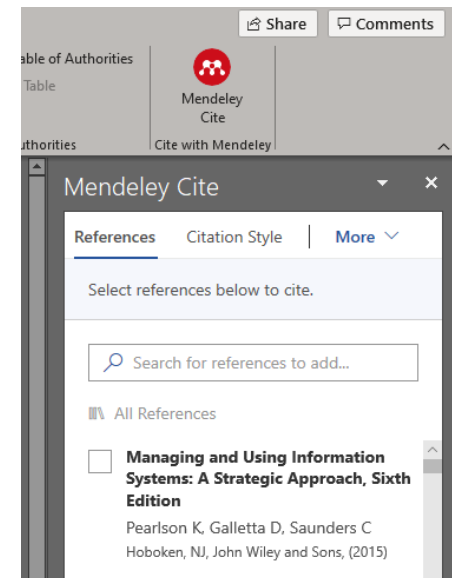 Share
Comments
able of Authorities
Table
Mendeley
Cite
uthorities
Cite with Mendeley
Mendeley Cite
References
Citation Style
More
Select references below to cite.
Search for references to add...
All References
Managing and Using Information
Systems: A Strategic Approach, Sixth
Edition
Pearlson K, Galletta D, Saunders C
Hoboken, NJ, John Wiley and Sons, (2015)